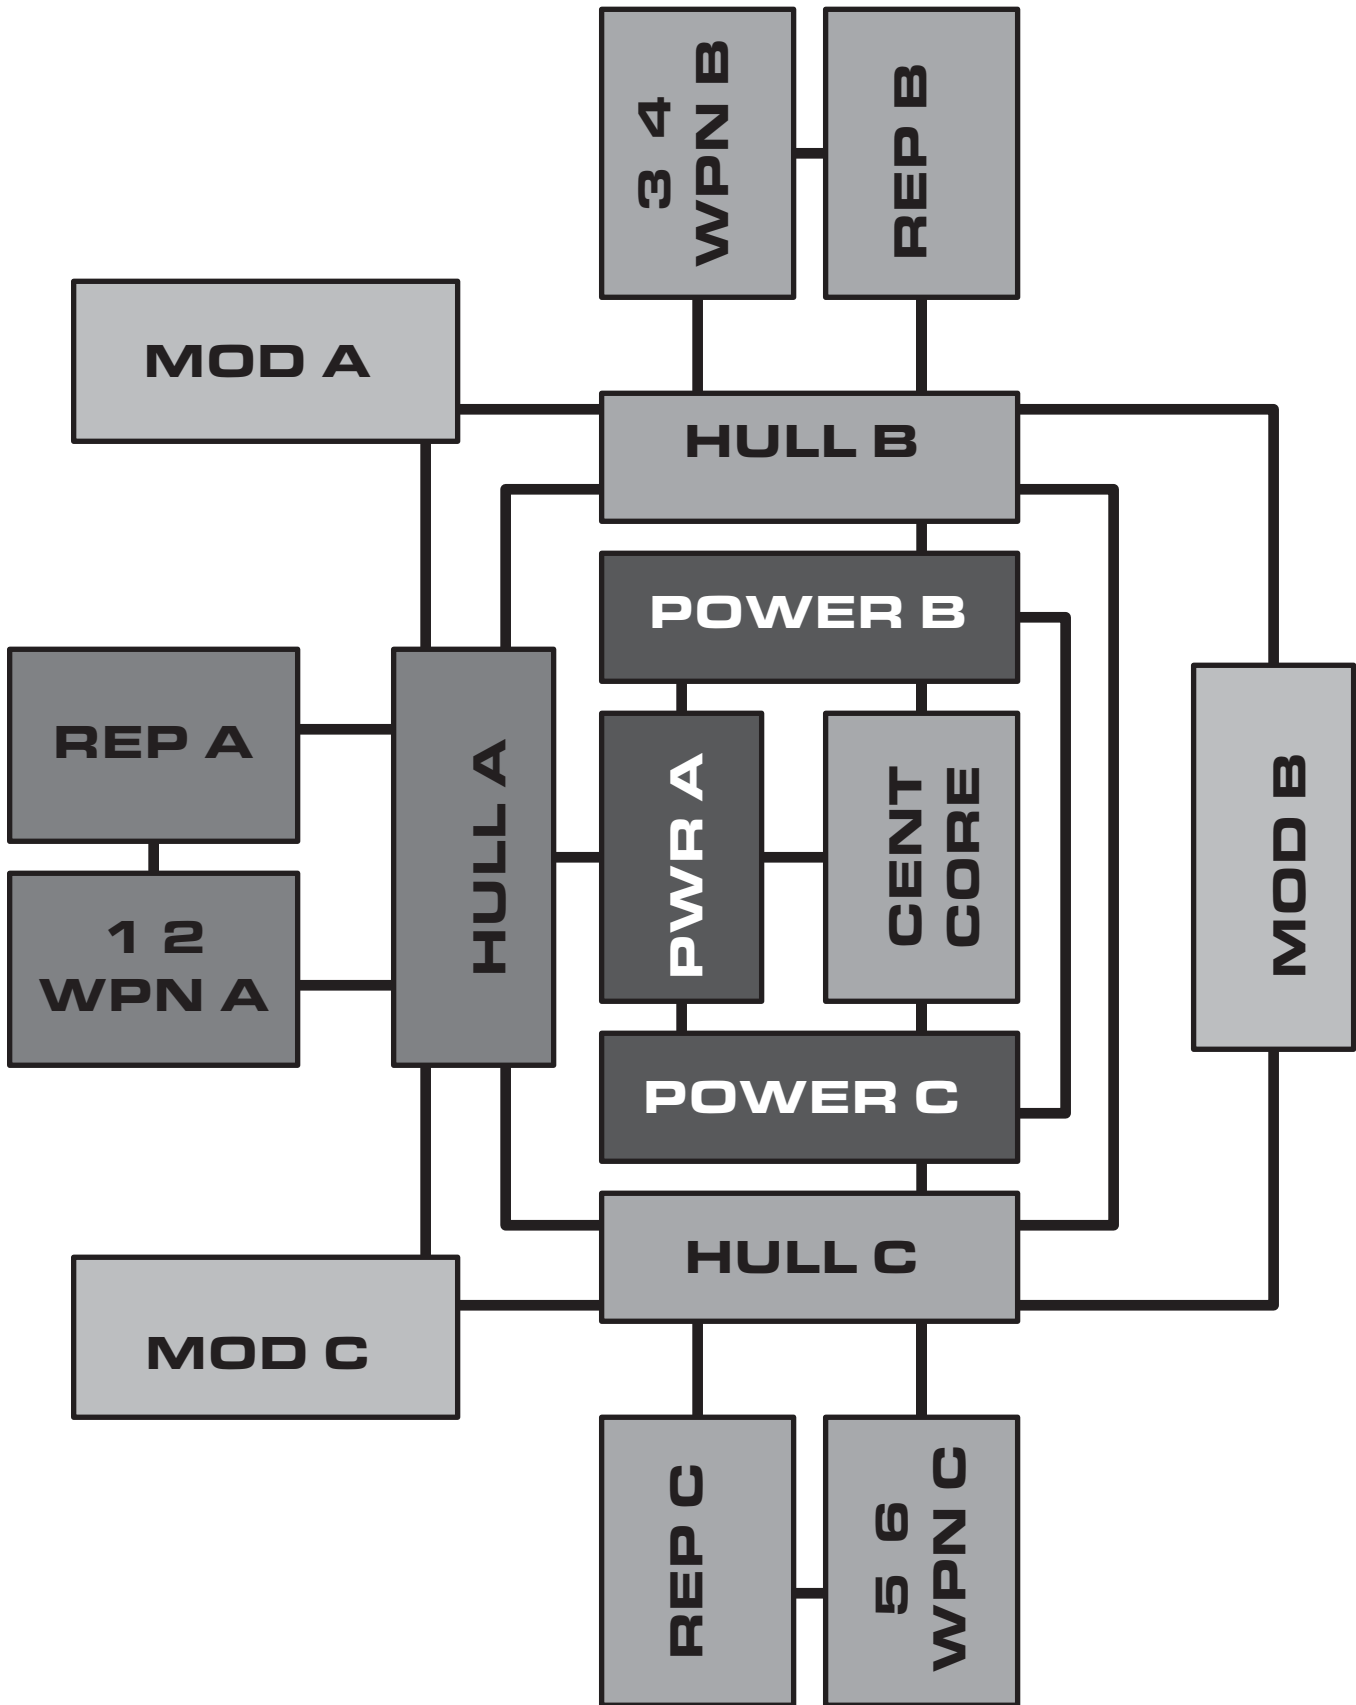 3 4
WPN B
REP B
MOD A
HULL B
POWER B
REP A
HULL A
PWR A
CENT
CORE
MOD B
1 2
WPN A
POWER C
HULL C
MOD C
REP C
5 6
WPN C